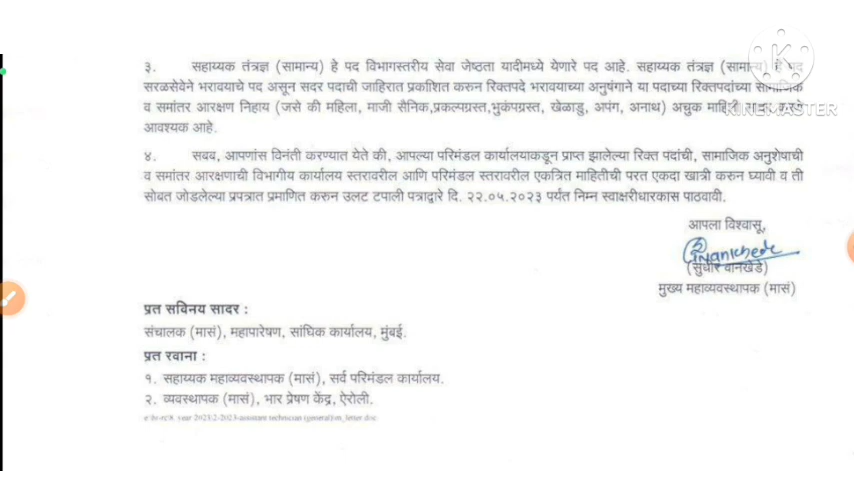 ३. सहाय्यक तंत्रज्ञ (सामान्य) हे पद विभागस्तरीय सेवा जेष्ठता यादीमध्ये येणारे पद आहे. सहाय्यक तंत्रज्ञ (सामान्य) हे पद
सरळसेवेने भरावयाचे पद असून सदर पदाची जाहिरात प्रकाशित करुन रिक्तपदे भरावयाच्या अनुषंगाने या पदाच्या रिक्तपदांच्या सामाजिक
व समांतर आरक्षण निहाय (जसे की महिला, माजी सैनिक,प्रकल्पग्रस्त,भुकंपग्रस्त, खेळाडु, अपंग, अनाथ) अचुक माहिती सादर करणे
आवश्यक आहे.
KINEMASTER
४. सबब, आपणांस विनंती करण्यात येते की, आपल्या परिमंडल कार्यालयाकडून प्राप्त झालेल्या रिक्त पदांची, सामाजिक अनुशेषाची
व समांतर आरक्षणाची विभागीय कार्यालय स्तरावरील आणि परिमंडल स्तरावरील एकत्रित माहितीची परत एकदा खात्री करुन घ्यावी व ती
सोबत जोडलेल्या प्रपत्रात प्रमाणित करुन उलट टपाली पत्राद्वारे दि. २२.०५.२०२३ पर्यंत निम्न स्वाक्षरीधारकास पाठवावी.
आपला विश्वासू,
(सुधीर वानखेडे)
मुख्य महाव्यवस्थापक (मासं)
प्रत सविनय सादर :
संचालक (मासं), महापारेषण, सांघिक कार्यालय, मुंबई.
प्रत रवाना :
१. सहाय्यक महाव्यवस्थापक (मासं), सर्व परिमंडल कार्यालय.
२. व्यवस्थापक (मासं), भार प्रेषण केंद्र, ऐरोली.